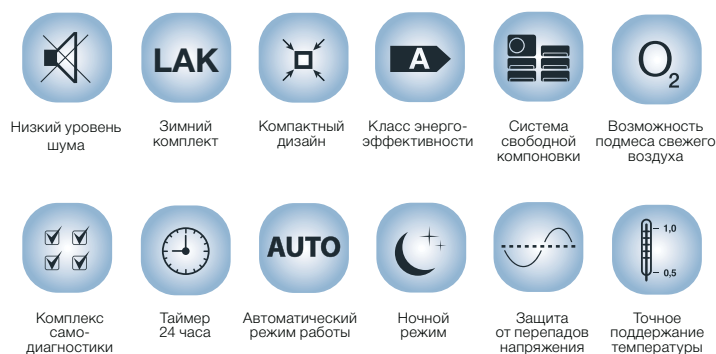 LAK
A
O2
Низкий уровень
шума
Зимний
комплект
Компактный
дизайн
Класс энерго-
эффективности
Система
свободной
компоновки
Возможность
подмеса свежего
воздуха
AUTO
1,0
0,5
Комплекс
само-
диагностики
Таймер
24 часа
Автоматический
режим работы
Ночной
режим
Защита
от перепадов
напряжения
Точное
поддержание
температуры